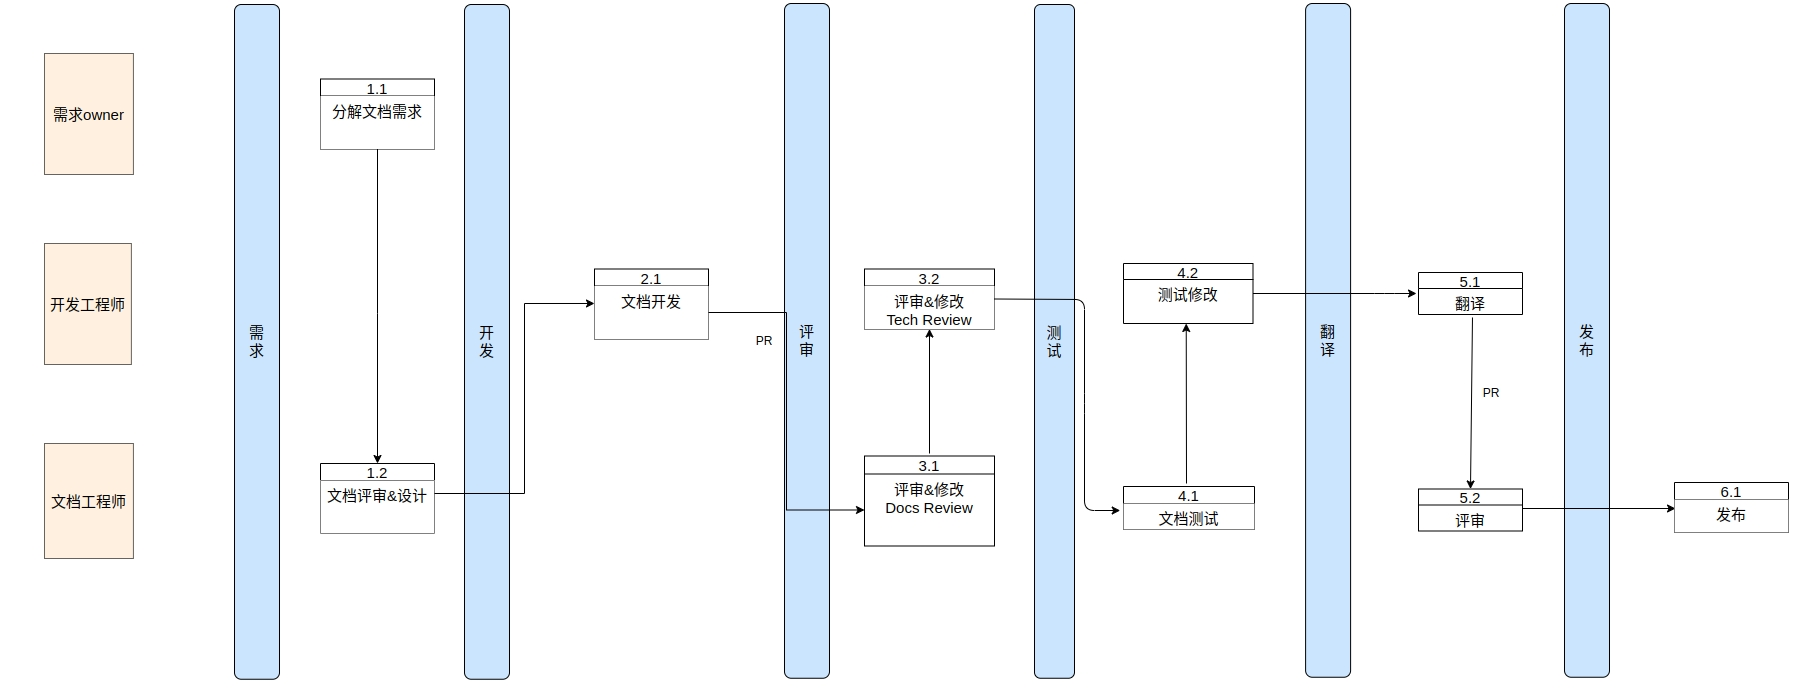 需求owner
开发工程师
文档工程师
需
求
1.1
分解文档需求
1.2
文档评审&设计
开
发
2.1
文档开发
PR
评
审
3.2
评审&修改
Tech Review
3.1
评审&修改
Docs Review
测
试
4.2
测试修改
4.1
文档测试
翻
译
5.1
翻译
PR
5.2
评审
发
布
6.1
发布